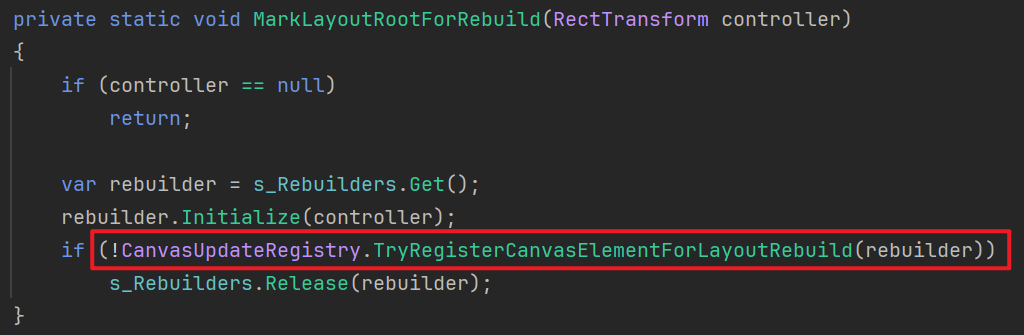 private static void MarkLayoutRootForRebuild(RectTransform controller)
{
    if (controller == null)
        return;

    var rebuilder = s_Rebuilders.Get();
    rebuilder.Initialize(controller);
    if (!CanvasUpdateRegistry.TryRegisterCanvasElementForLayoutRebuild(rebuilder))
        s_Rebuilders.Release(rebuilder);
}